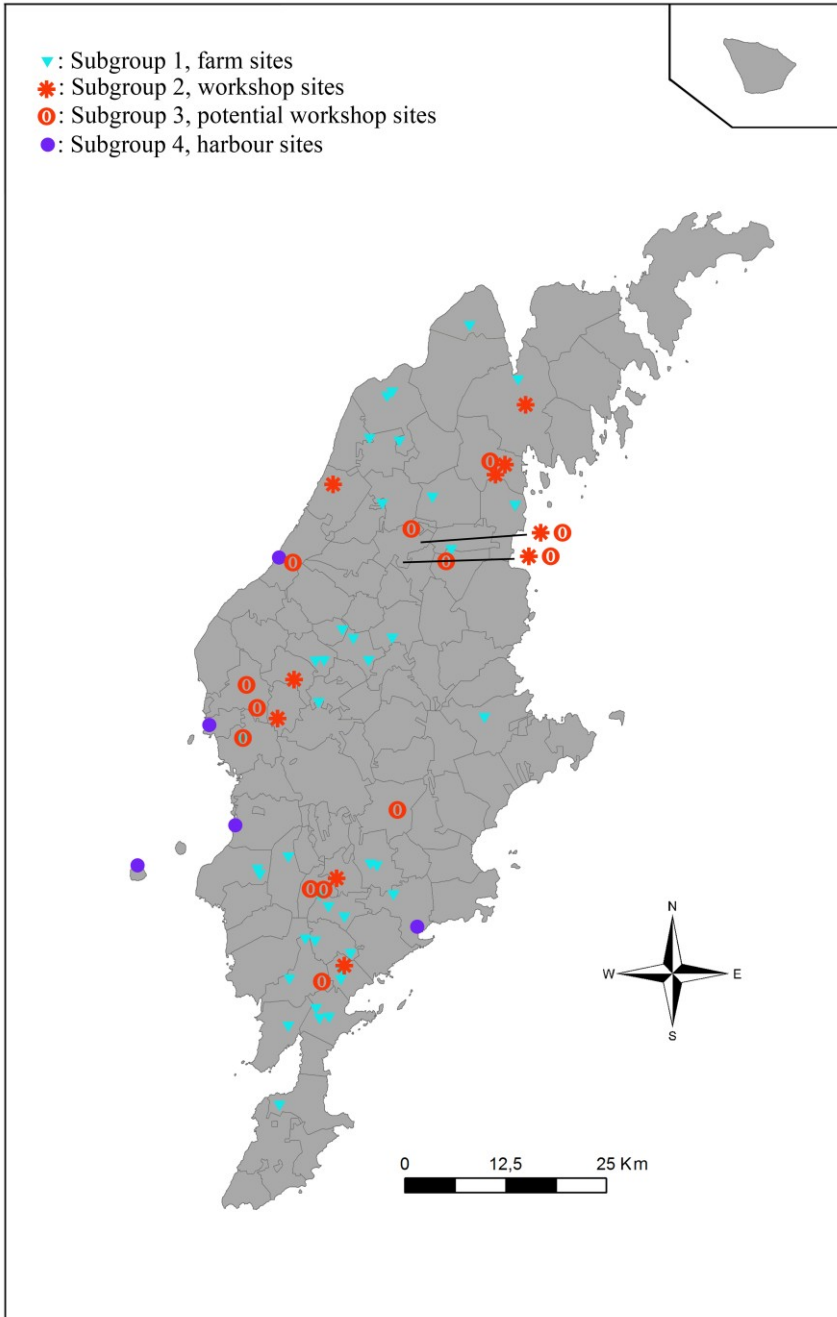 : Subgroup 1, farm sites
: Subgroup 2, workshop sites
: Subgroup 3, potential workshop sites
: Subgroup 4, harbour sites
N
W E
S
0 12,5 25 Km